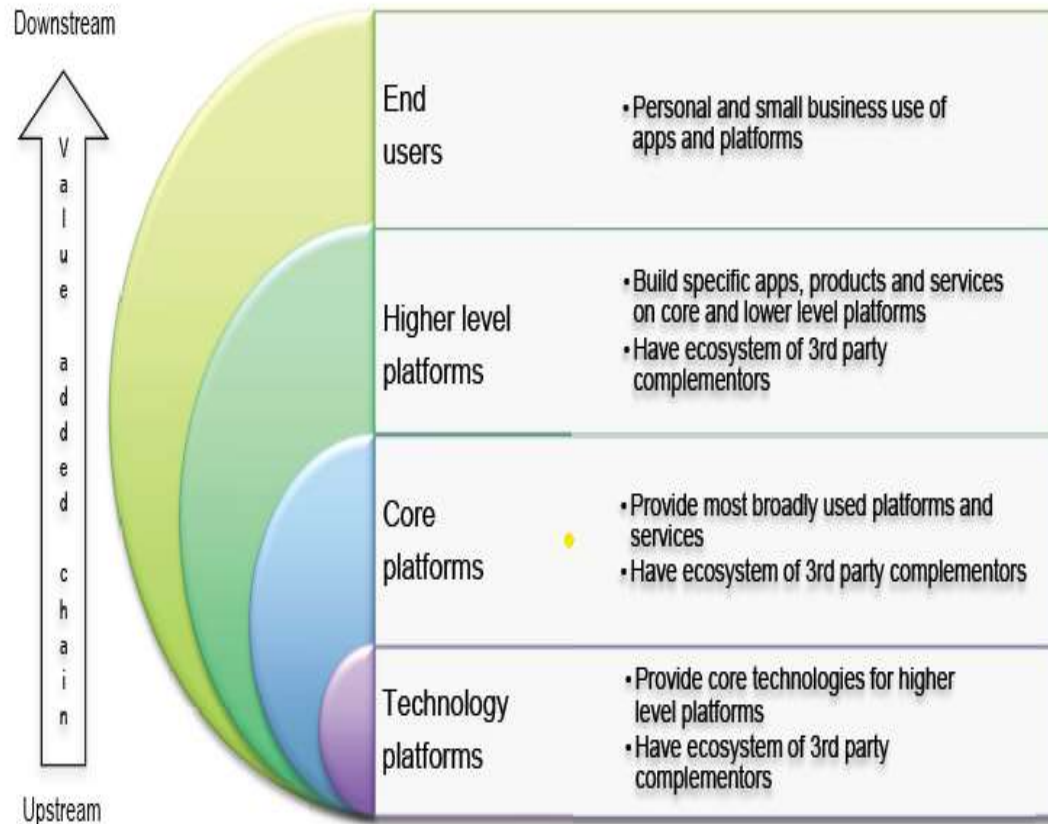 Downstream
Value added chain
Upstream
End
users
• Personal and small business use of
apps and platforms
Higher level
platforms
• Build specific apps, products and services
on core and lower level platforms
• Have ecosystem of 3rd party
complementors
Core
platforms
• Provide most broadly used platforms and
services
• Have ecosystem of 3rd party complementors
Technology
platforms
• Provide core technologies for higher
level platforms
• Have ecosystem of 3rd party
complementors